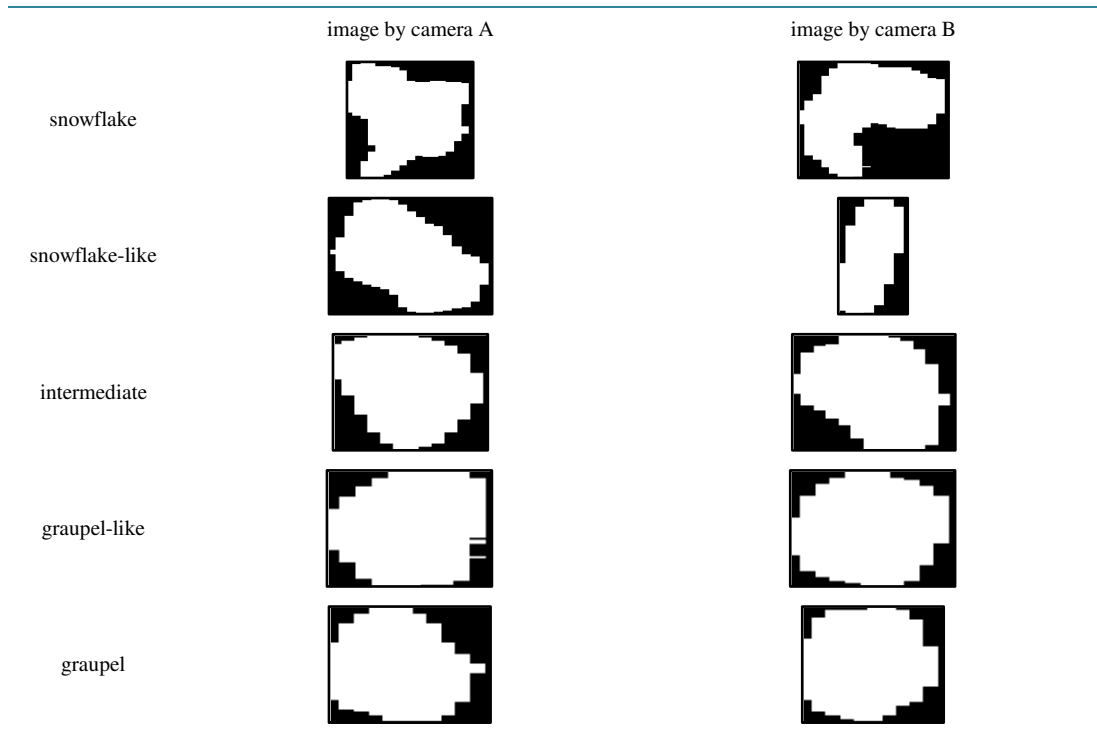 image by camera A image by camera B
snowflake
snowflake-like
intermediate
graupel-like
graupel